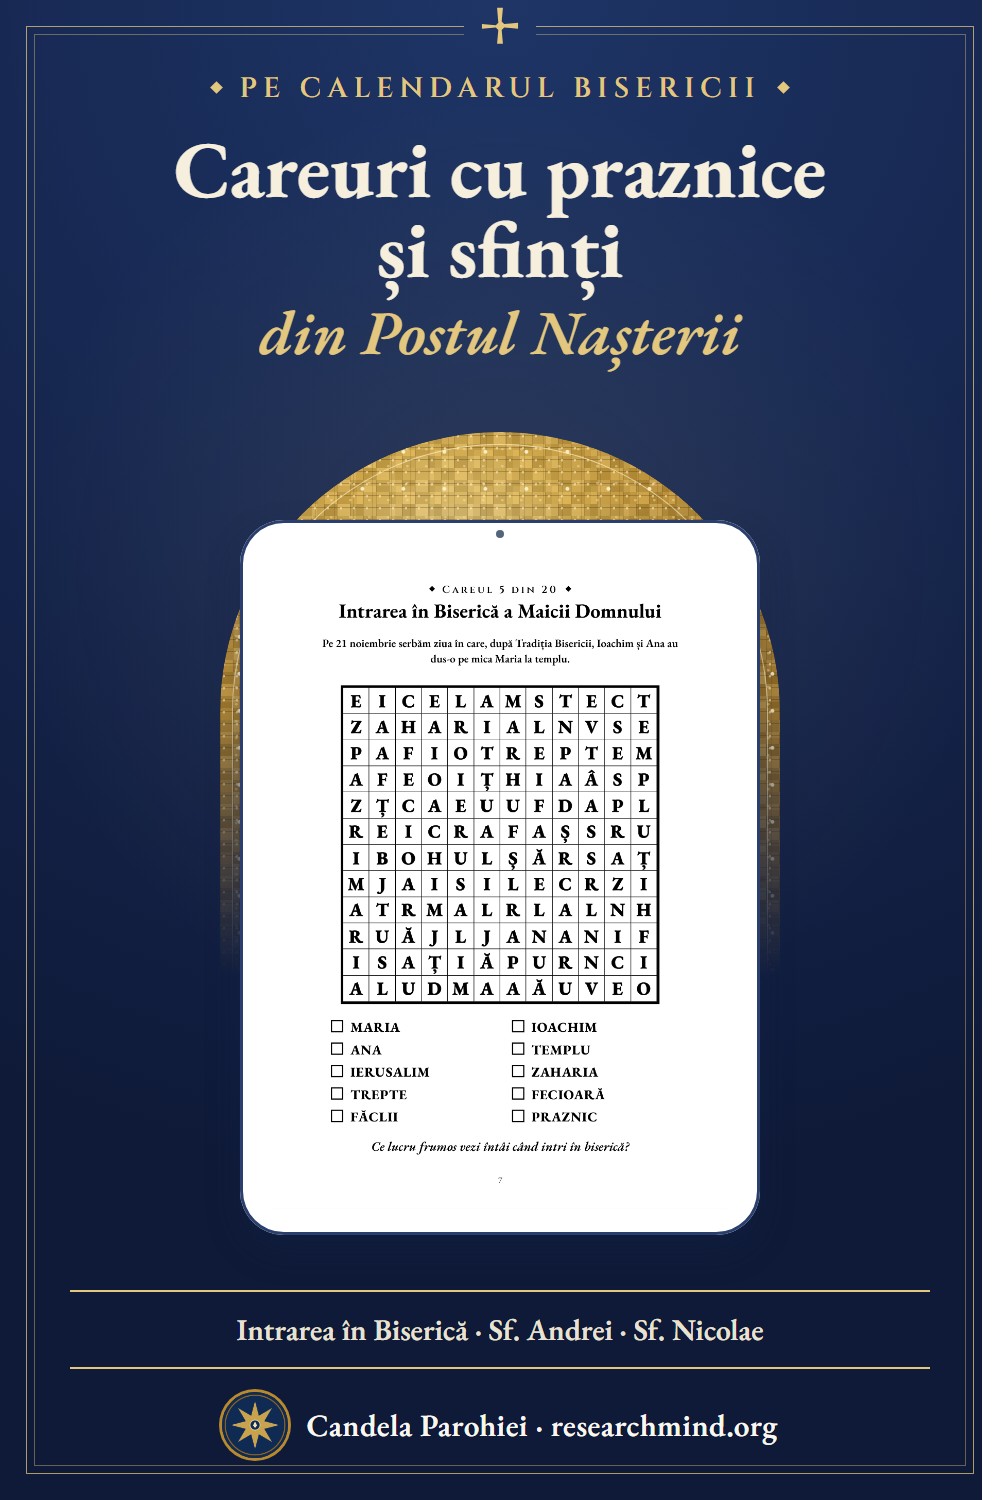 PE CALENDARUL BISERICII
Careuri cu praznice
și sfinți
din Postul Nașterii
CAREUL 5 DIN 20
Intrarea în Biserică a Maicii Domnului
Pe 21 noiembrie serbăm ziua în care, după Tradiția Bisericii, Ioachim și Ana au
dus-o pe mica Maria la templu.
E I C E L A M S T E C T
Z A H A R I A L N V S E
P A F I O T R E P T E M
A F E O I Ț H I A Â S P
Z Ț C A E U U F D A P L
R E I C R A F A Ș S R U
I B O H U L Ș Ă R S A Ț
M J A I S I L E C R Z I
A T R M A L R L A L N H
R U Ă J L J A N A N I F
I S A Ț I Ă P U R N C I
A L U D M A A Ă U V E O
☐ MARIA ☐ IOACHIM
☐ ANA ☐ TEMPLU
☐ IERUSALIM ☐ ZAHARIA
☐ TREPTE ☐ FECIOARĂ
☐ FĂCLII ☐ PRAZNIC
Ce lucru frumos vezi întâi când intri în biserică?
7
Intrarea în Biserică · Sf. Andrei · Sf. Nicolae
Candela Parohiei · researchmind.org